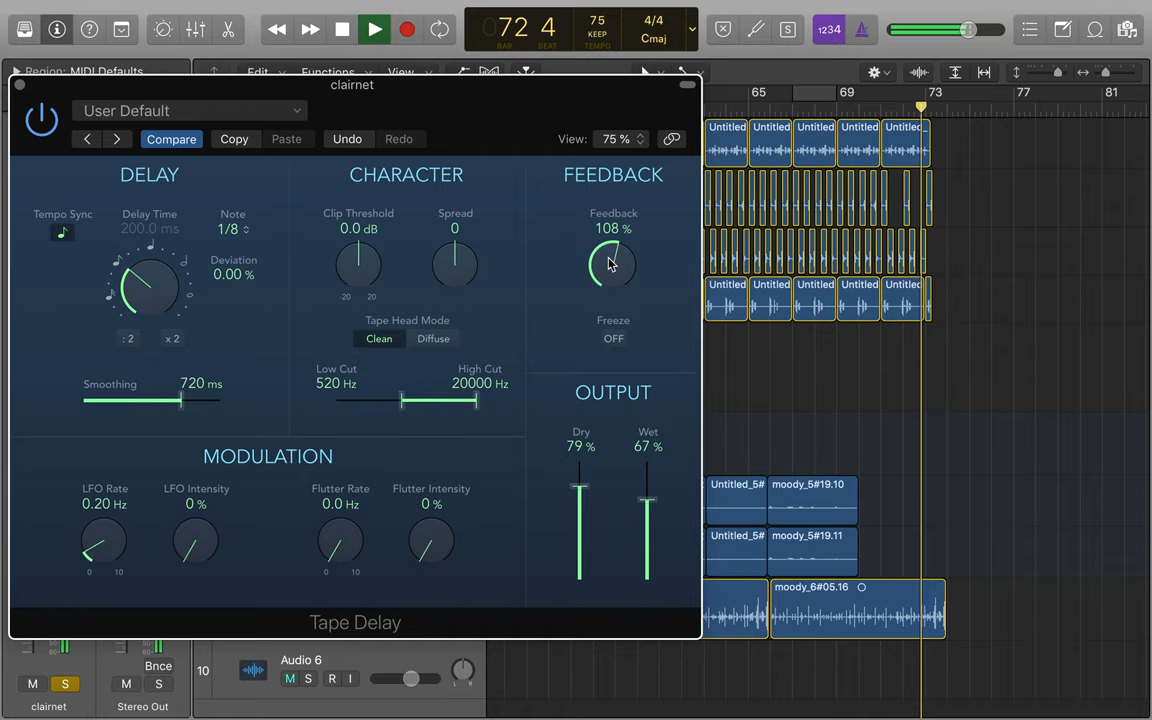 72 4
BAR BEAT
75
KEEP
TEMPO
4/4
Cmaj
1234
S
Region: MIDI Defaults
Edit Functions View
65 69 73 77 81
clairnet
User Default
Compare Copy Paste Undo Redo View: 75 %
DELAY CHARACTER FEEDBACK
Tempo Sync
Delay Time
200.0 ms
Note
1/8
Deviation
0.00 %
: 2 x 2
Smoothing 720 ms
Clip Threshold
0.0 dB
-20 20
Spread
0
Tape Head Mode
Clean Diffuse
Low Cut High Cut
520 Hz 20000 Hz
Feedback
108 %
Freeze
OFF
OUTPUT
Dry Wet
79 % 67 %
MODULATION
LFO Rate LFO Intensity Flutter Rate Flutter Intensity
0.20 Hz 0 % 0.0 Hz 0 %
0 10 0 10
Tape Delay
Untitled Untitled Untitled Untitled Untitled_
Untitled Untitled Untitled Untitled Untitled
Untitled_5# moody_5#19.10
Untitled_5# moody_5#19.11
moody_6#05.16
Bnce
M S M S
clairnet Stereo Out
10 Audio 6
M S R I
L R